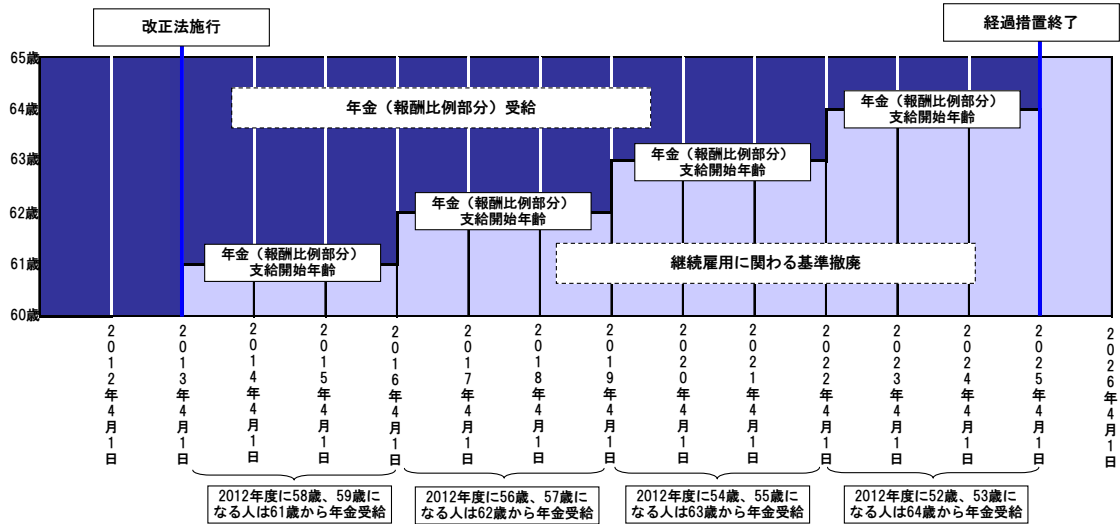 改正法施行
経過措置終了
65歳
64歳
63歳
62歳
61歳
60歳
年金（報酬比例部分）受給
年金（報酬比例部分）
支給開始年齢
年金（報酬比例部分）
支給開始年齢
年金（報酬比例部分）
支給開始年齢
年金（報酬比例部分）
支給開始年齢
継続雇用に関わる基準撤廃
2012年4月1日
2013年4月1日
2014年4月1日
2015年4月1日
2016年4月1日
2017年4月1日
2018年4月1日
2019年4月1日
2020年4月1日
2021年4月1日
2022年4月1日
2023年4月1日
2024年4月1日
2025年4月1日
2026年4月1日
2012年度に58歳、59歳に
なる人は61歳から年金受給
2012年度に56歳、57歳に
なる人は62歳から年金受給
2012年度に54歳、55歳に
なる人は63歳から年金受給
2012年度に52歳、53歳に
なる人は64歳から年金受給